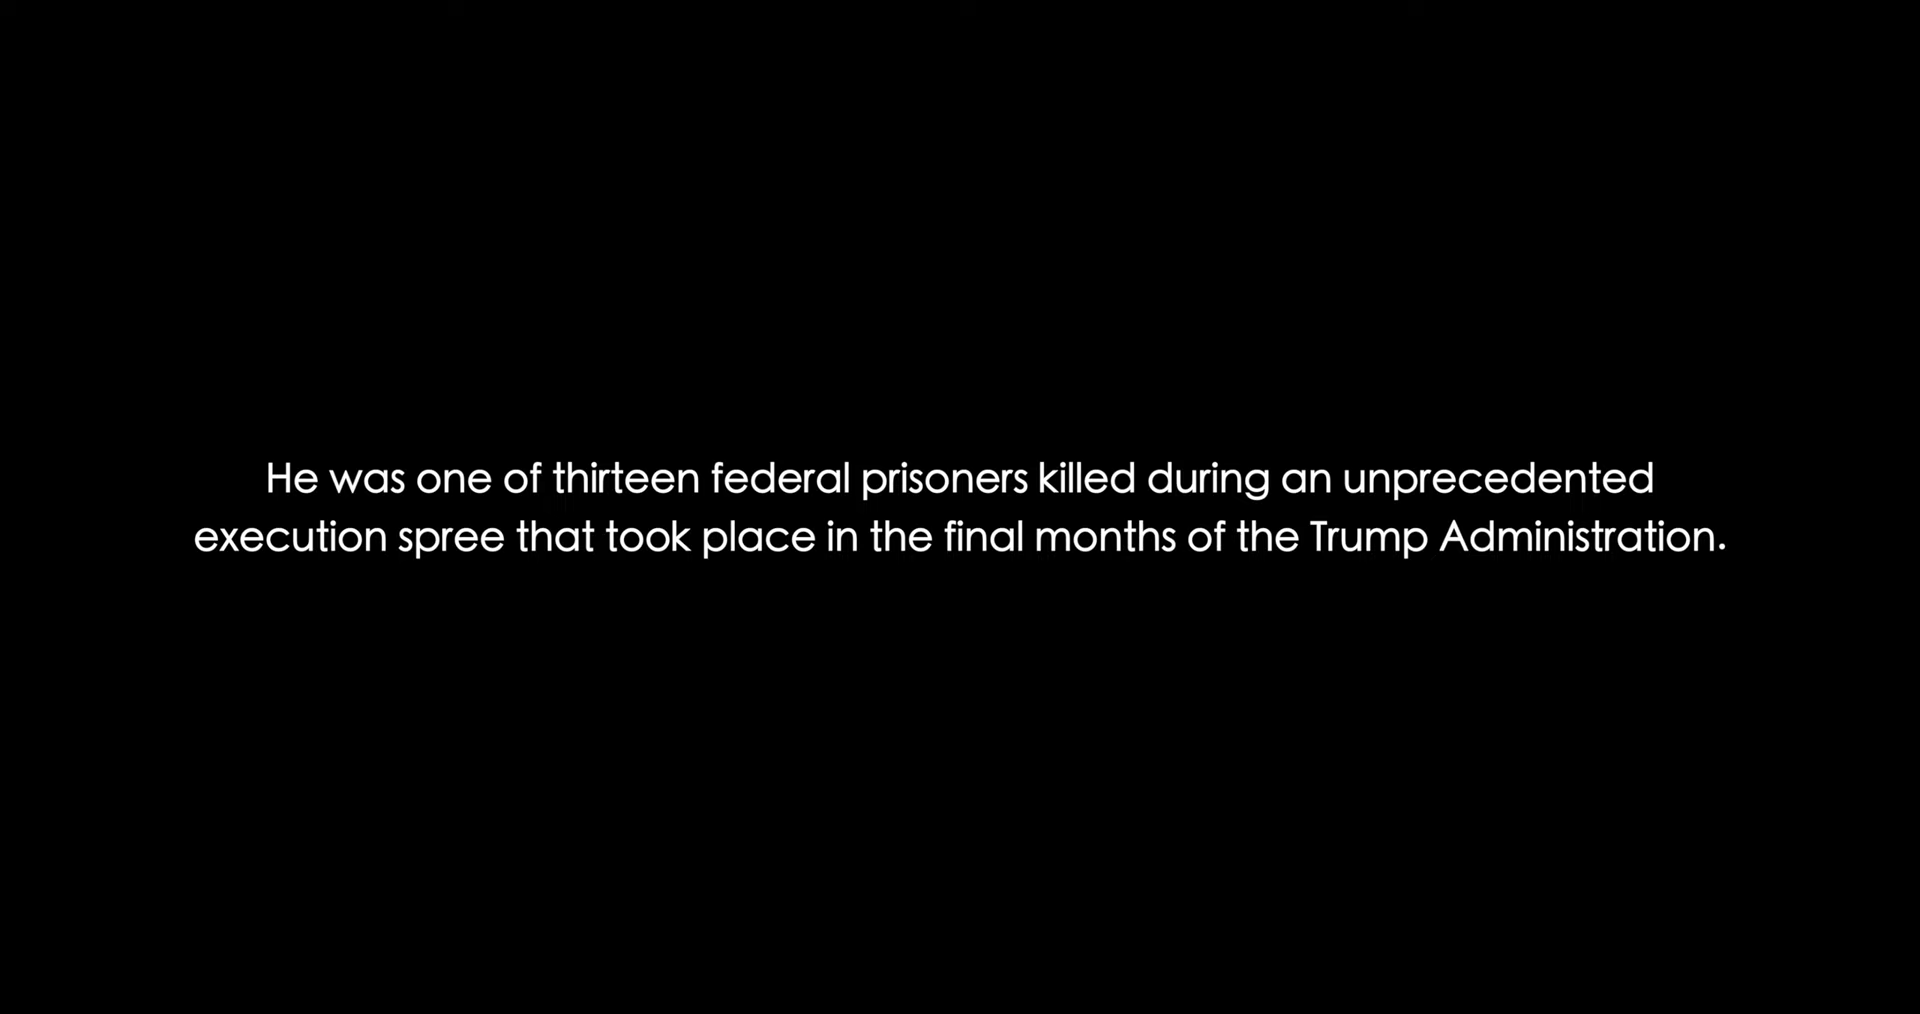 He was one of thirteen federal prisoners killed during an unprecedented
execution spree that took place in the final months of the Trump Administration.